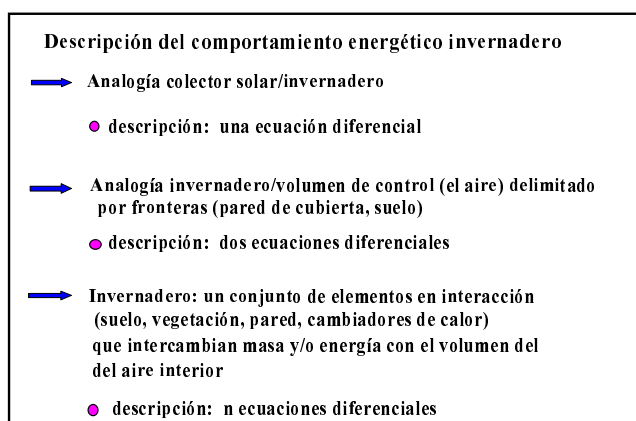 Descripción del comportamiento energético invernadero
Analogía colector solar/invernadero
descripción: una ecuación diferencial
Analogía invernadero/volumen de control (el aire) delimitado
por fronteras (pared de cubierta, suelo)
descripción: dos ecuaciones diferenciales
Invernadero: un conjunto de elementos en interacción
(suelo, vegetación, pared, cambiadores de calor)
que intercambian masa y/o energía con el volumen del
del aire interior
descripción: n ecuaciones diferenciales